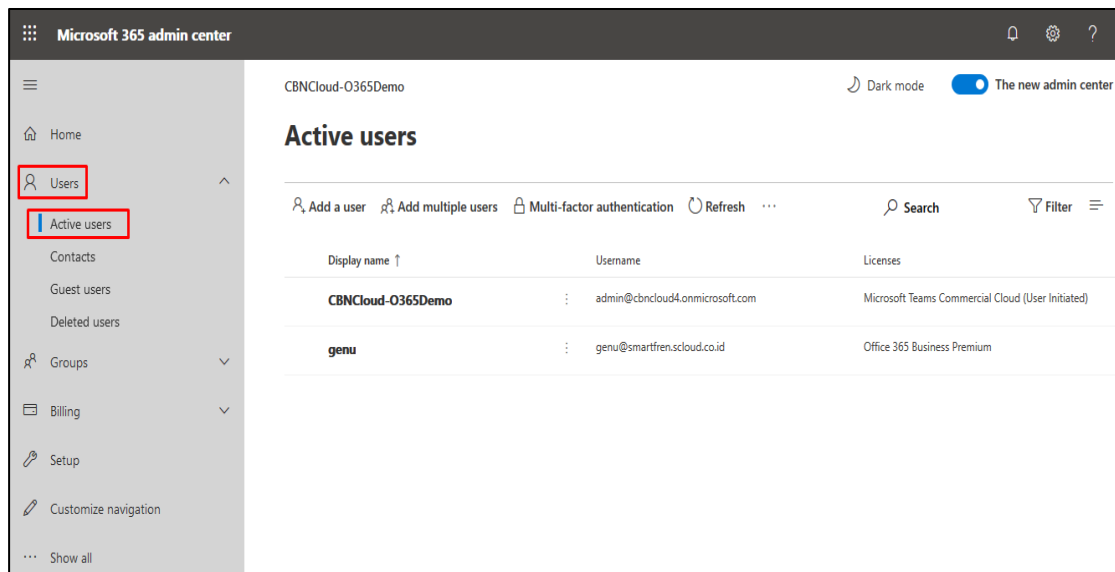 Microsoft 365 admin center
?
CBNCloud-O365Demo
Dark mode
The new admin center
Home
Users
Active users
Contacts
Guest users
Deleted users
Groups
Billing
Setup
Customize navigation
... Show all
Active users
Add a user Add multiple users Multi-factor authentication Refresh ... Search Filter
Display name ↑ Username Licenses
CBNCloud-O365Demo admin@cbncloud4.onmicrosoft.com Microsoft Teams Commercial Cloud (User Initiated)
genu genu@smartfren.scloud.co.id Office 365 Business Premium